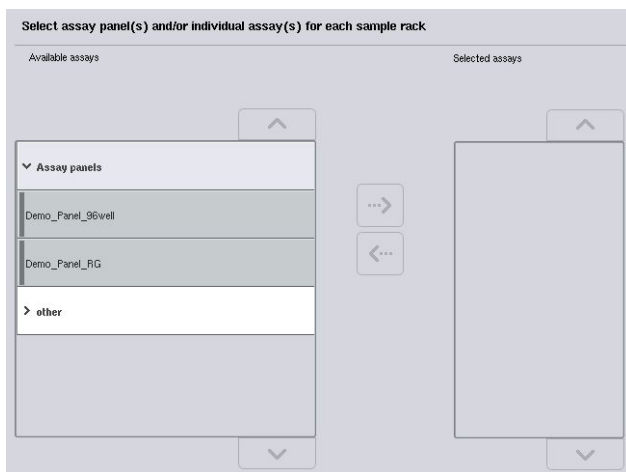 Select assay panel(s) and/or individual assay(s) for each sample rack
Available assays
Selected assays
Assay panels
Demo_Panel_96well
Demo_Panel_RG
other